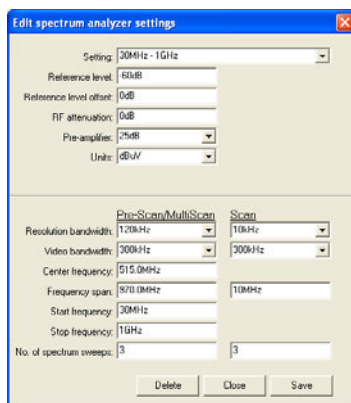 Edit spectrum analyzer settings
Setting: 30MHz - 1GHz
Reference level: -60dB
Reference level offset: 0dB
RF attenuation: 0dB
Pre-amplifier: 25dB
Units: dBuV
Pre-Scan/MultiScan Scan
Resolution bandwidth: 120kHz 10kHz
Video bandwidth: 300kHz 300kHz
Center frequency: 515.0MHz
Frequency span: 970.0MHz 10MHz
Start frequency: 30MHz
Stop frequency: 1GHz
No. of spectrum sweeps: 3 3
Delete Close Save